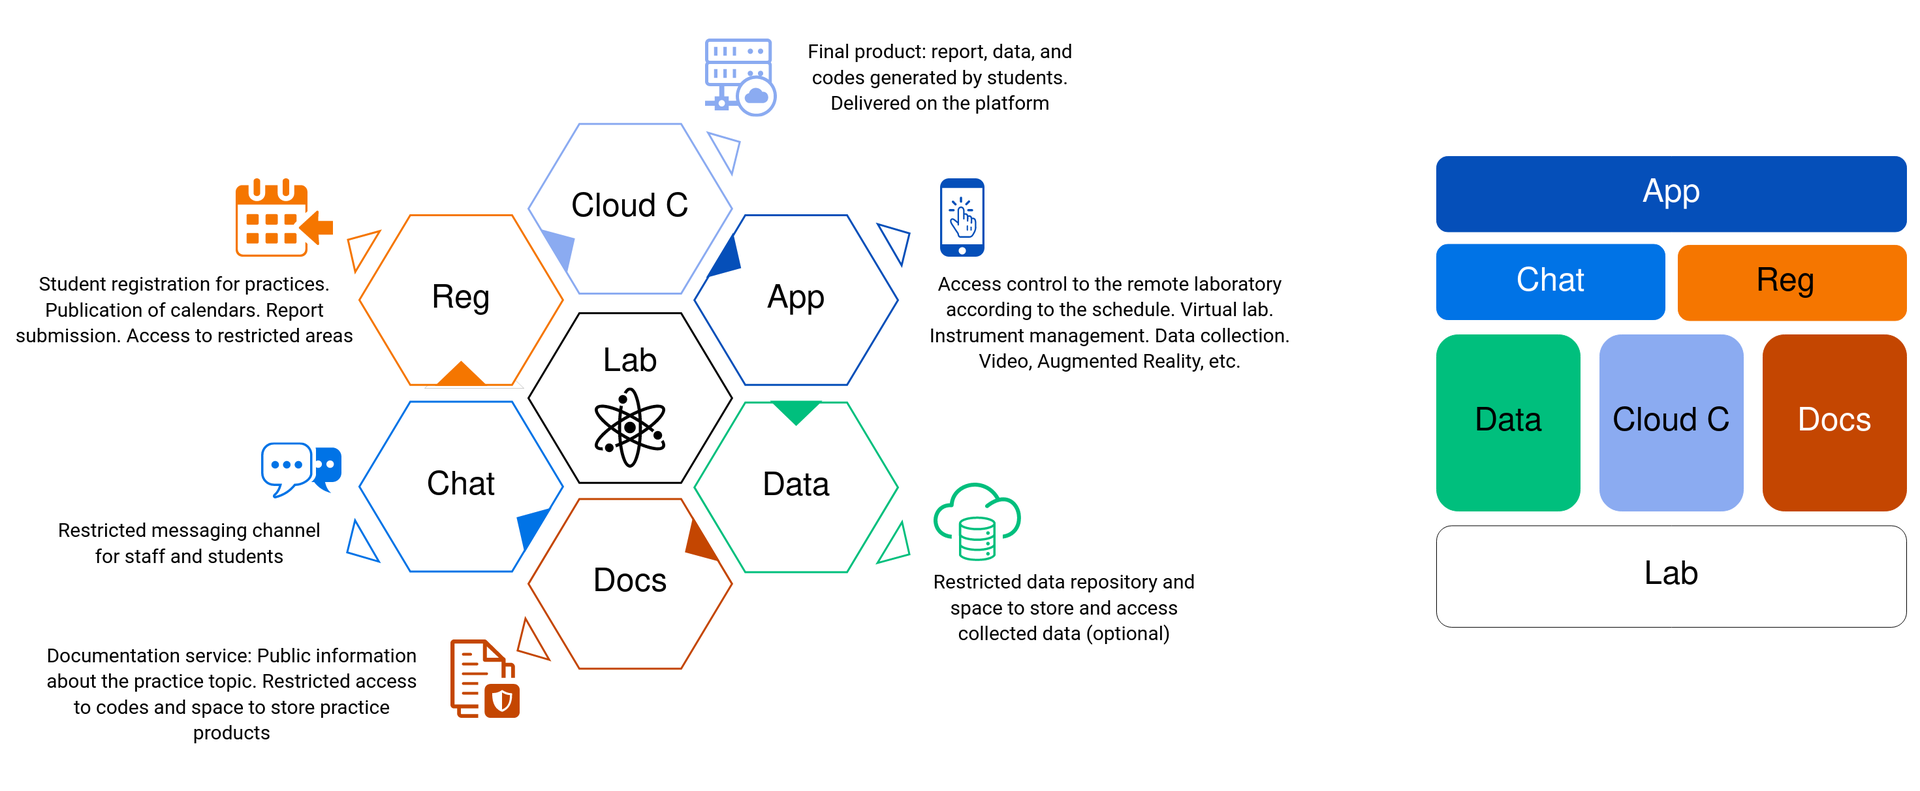 Final product: report, data, and
codes generated by students.
Delivered on the platform
Cloud C
Student registration for practices.
Publication of calendars. Report
submission. Access to restricted areas
Reg
App
Access control to the remote laboratory
according to the schedule. Virtual lab.
Instrument management. Data collection.
Video, Augmented Reality, etc.
Lab
Chat
Restricted messaging channel
for staff and students
Data
Restricted data repository and
space to store and access
collected data (optional)
Docs
Documentation service: Public information
about the practice topic. Restricted access
to codes and space to store practice
products
App
Chat
Reg
Data
Cloud C
Docs
Lab